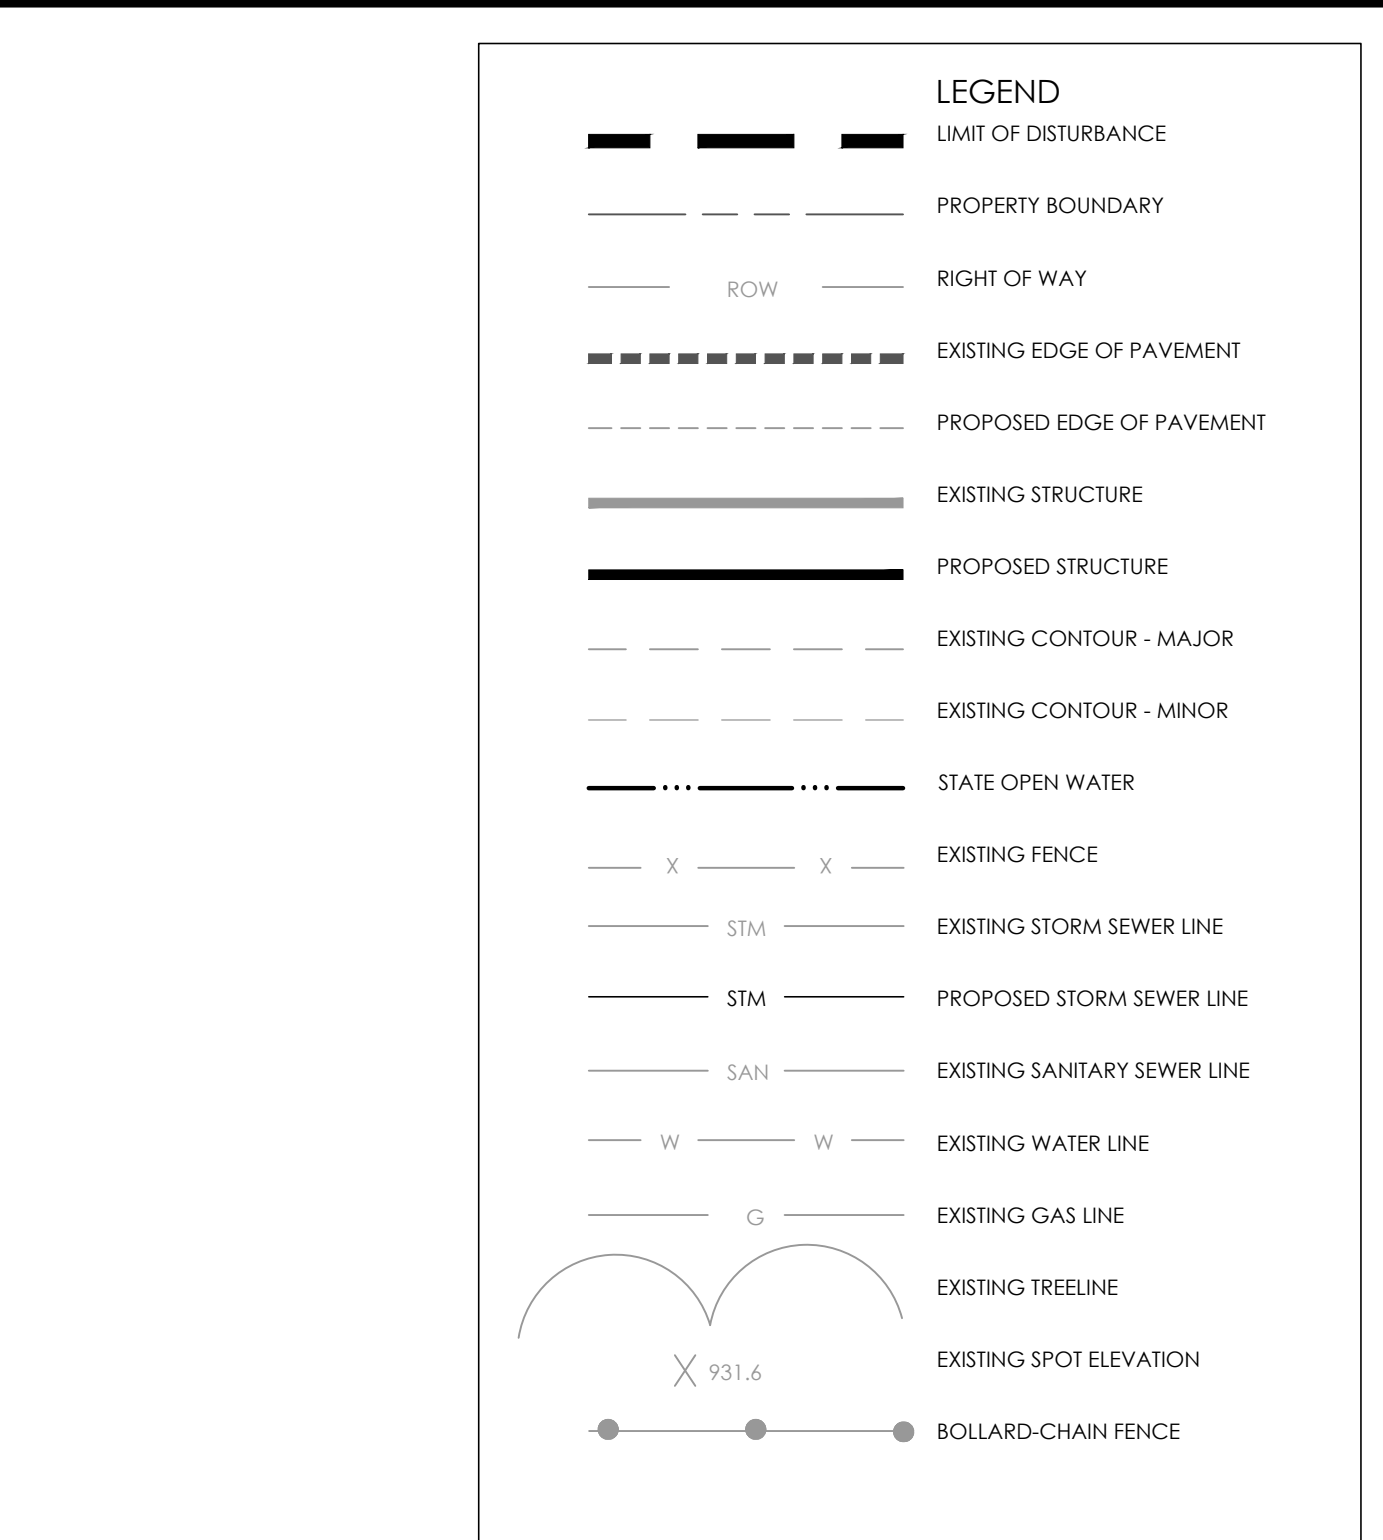 LEGEND
LIMIT OF DISTURBANCE
PROPERTY BOUNDARY
ROW RIGHT OF WAY
EXISTING EDGE OF PAVEMENT
PROPOSED EDGE OF PAVEMENT
EXISTING STRUCTURE
PROPOSED STRUCTURE
EXISTING CONTOUR - MAJOR
EXISTING CONTOUR - MINOR
STATE OPEN WATER
X X EXISTING FENCE
STM EXISTING STORM SEWER LINE
STM PROPOSED STORM SEWER LINE
SAN EXISTING SANITARY SEWER LINE
W W EXISTING WATER LINE
G EXISTING GAS LINE
EXISTING TREELINE
X 931.6 EXISTING SPOT ELEVATION
BOLLARD-CHAIN FENCE